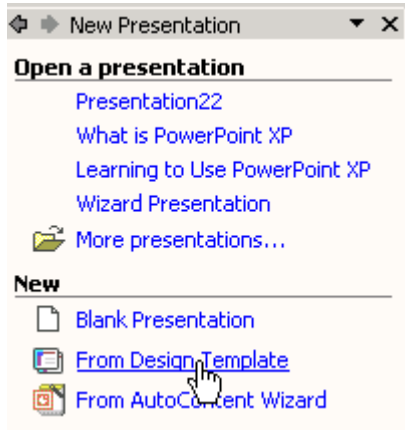 New Presentation
Open a presentation
Presentation22
What is PowerPoint XP
Learning to Use PowerPoint XP
Wizard Presentation
More presentations...
New
Blank Presentation
From Design Template
From AutoContent Wizard